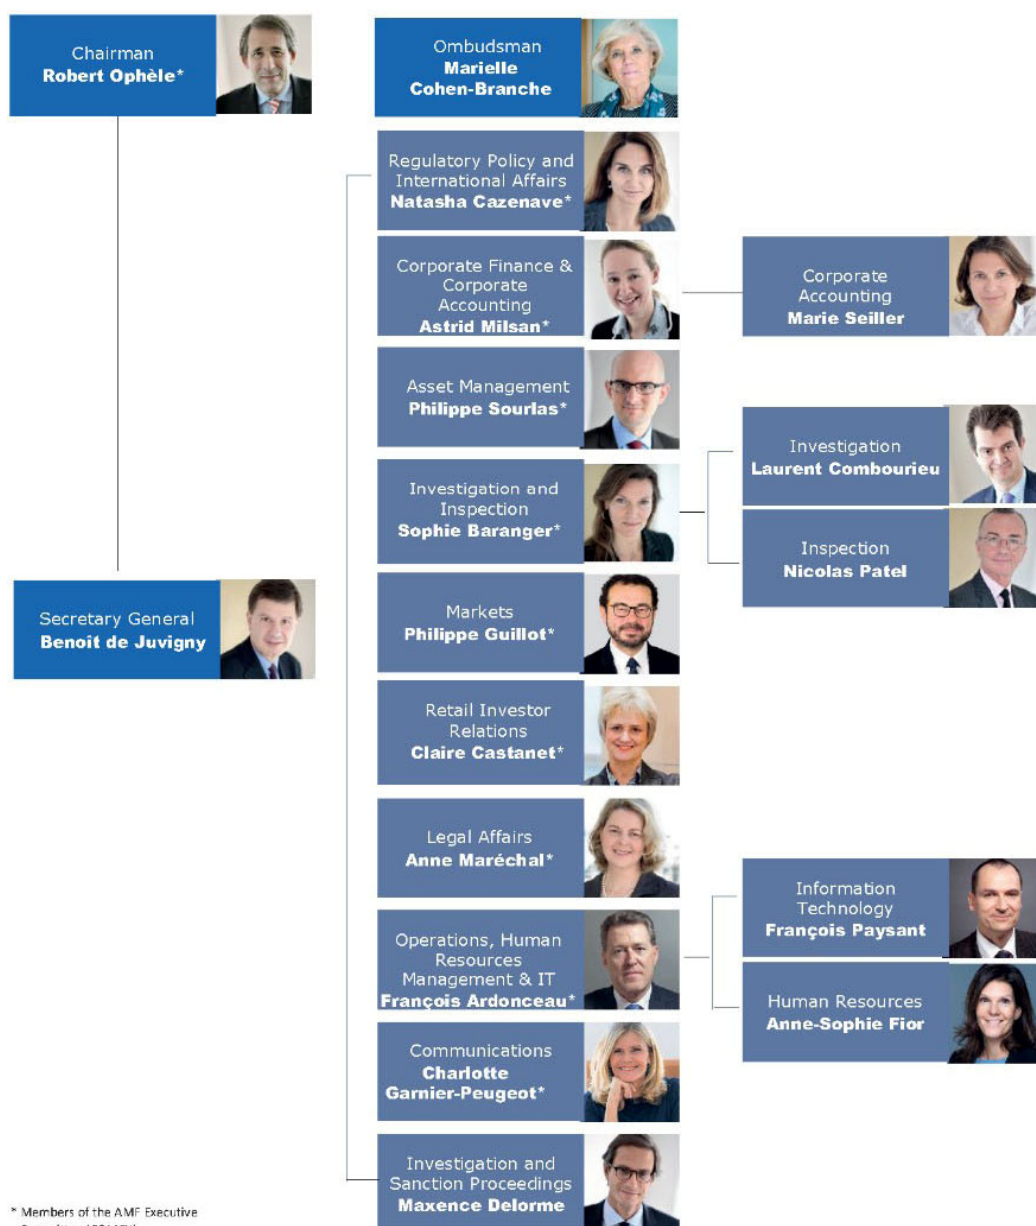 Chairman
Robert Ophèle*
Ombudsman
Marielle
Cohen-Branche
Regulatory Policy and
International Affairs
Natasha Cazenave*
Corporate Finance &
Corporate
Accounting
Astrid Milsan*
Corporate
Accounting
Marie Seiller
Asset Management
Philippe Sourlas*
Investigation and
Inspection
Sophie Baranger*
Investigation
Laurent Combourieu
Inspection
Nicolas Patel
Secretary General
Benoit de Juvigny
Markets
Philippe Guillot*
Retail Investor
Relations
Claire Castanet*
Legal Affairs
Anne Maréchal*
Operations, Human
Resources
Management & IT
François Ardonceau*
Information
Technology
François Paysant
Human Resources
Anne-Sophie Fior
Communications
Charlotte
Garnier-Peugeot*
Investigation and
Sanction Proceedings
Maxence Delorme
* Members of the AMF Executive